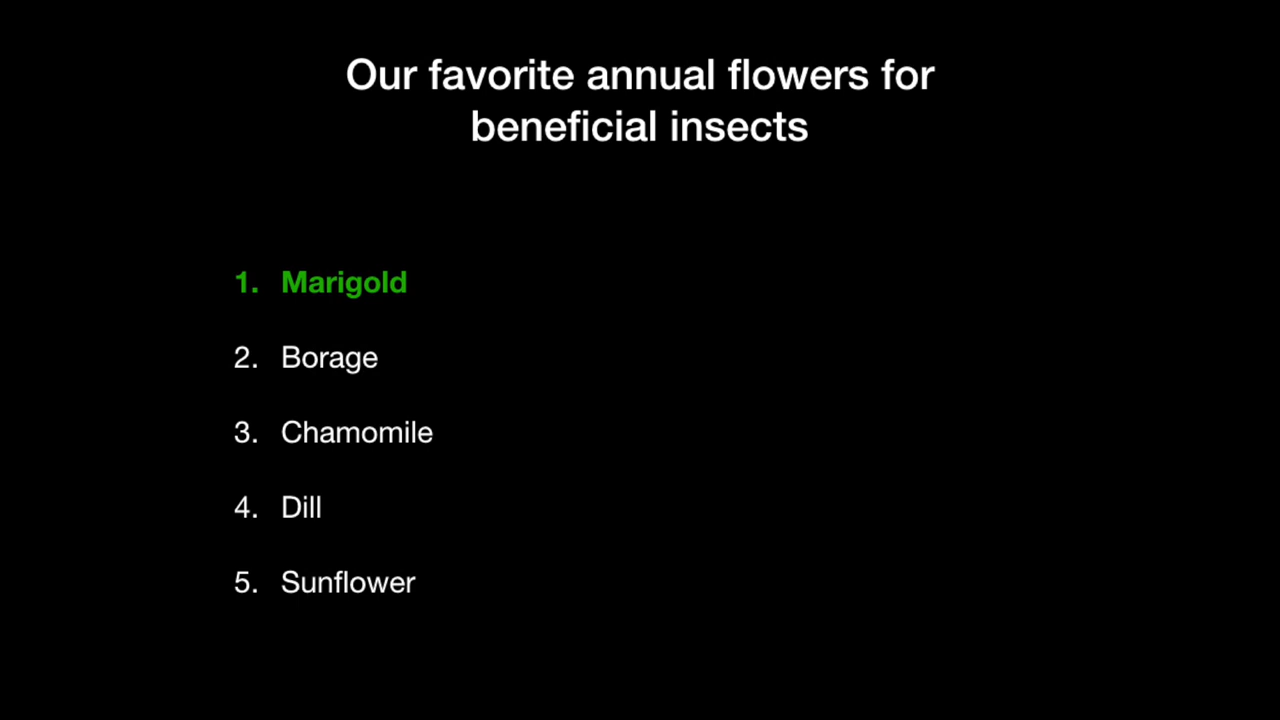 Our favorite annual flowers for
beneficial insects
1. Marigold
2. Borage
3. Chamomile
4. Dill
5. Sunflower